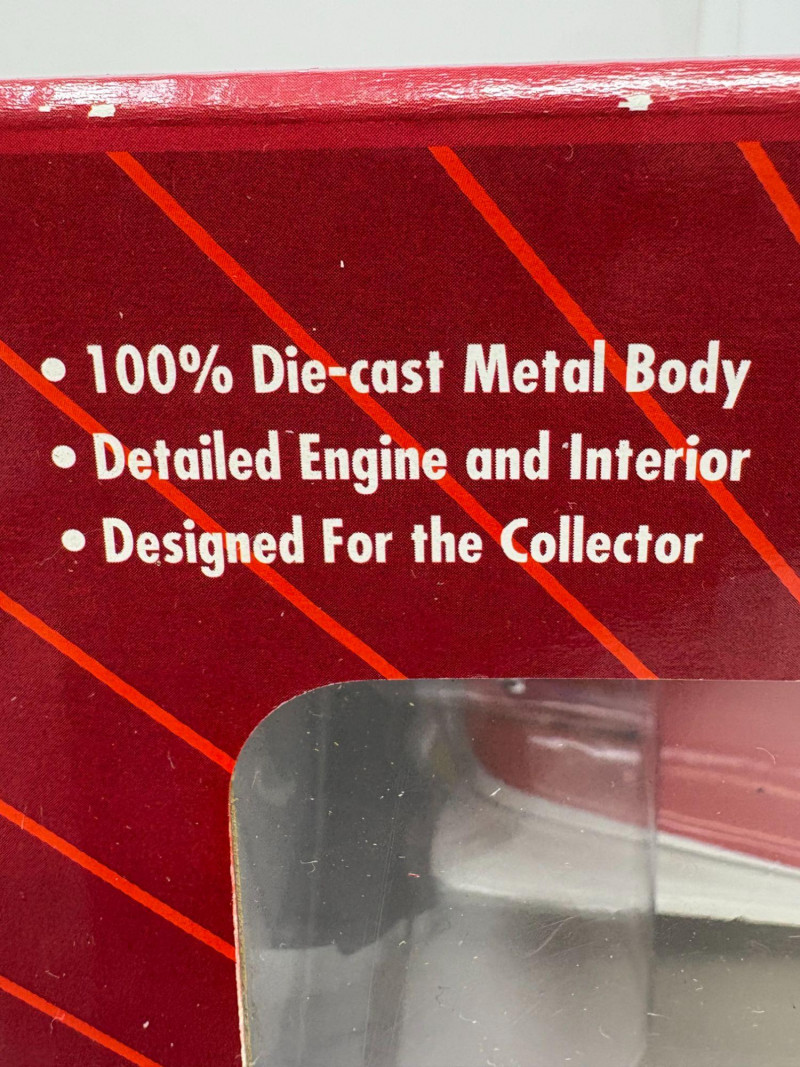 • 100% Die-cast Metal Body
• Detailed Engine and Interior
• Designed For the Collector